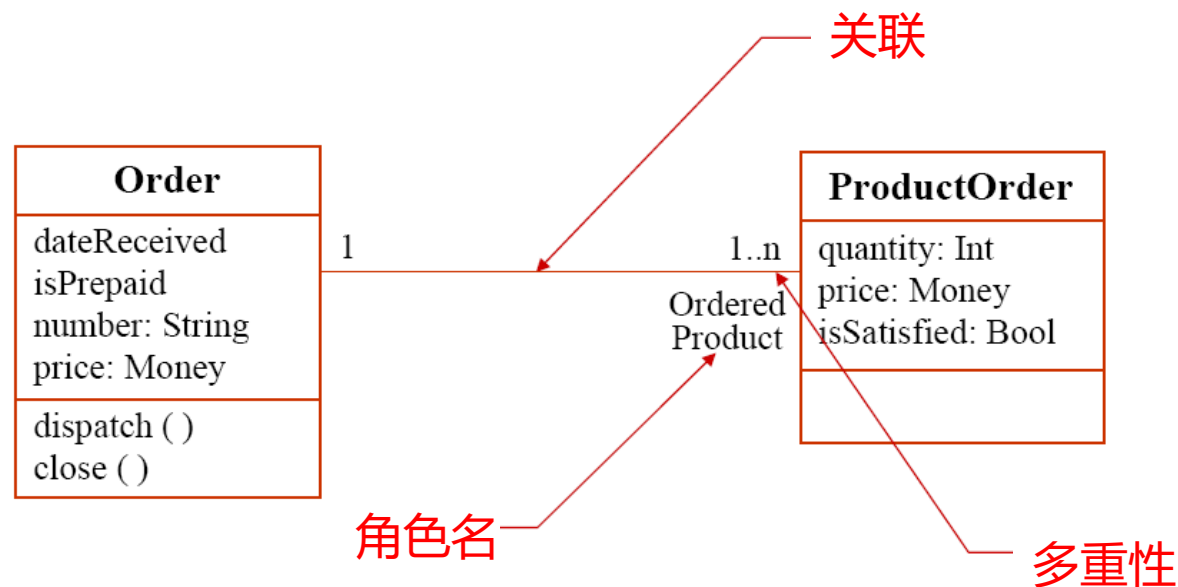 关联
Order
dateReceived
isPrepaid
number: String
price: Money
dispatch ( )
close ( )
1
1..n
Ordered
Product
ProductOrder
quantity: Int
price: Money
isSatisfied: Bool
角色名
多重性